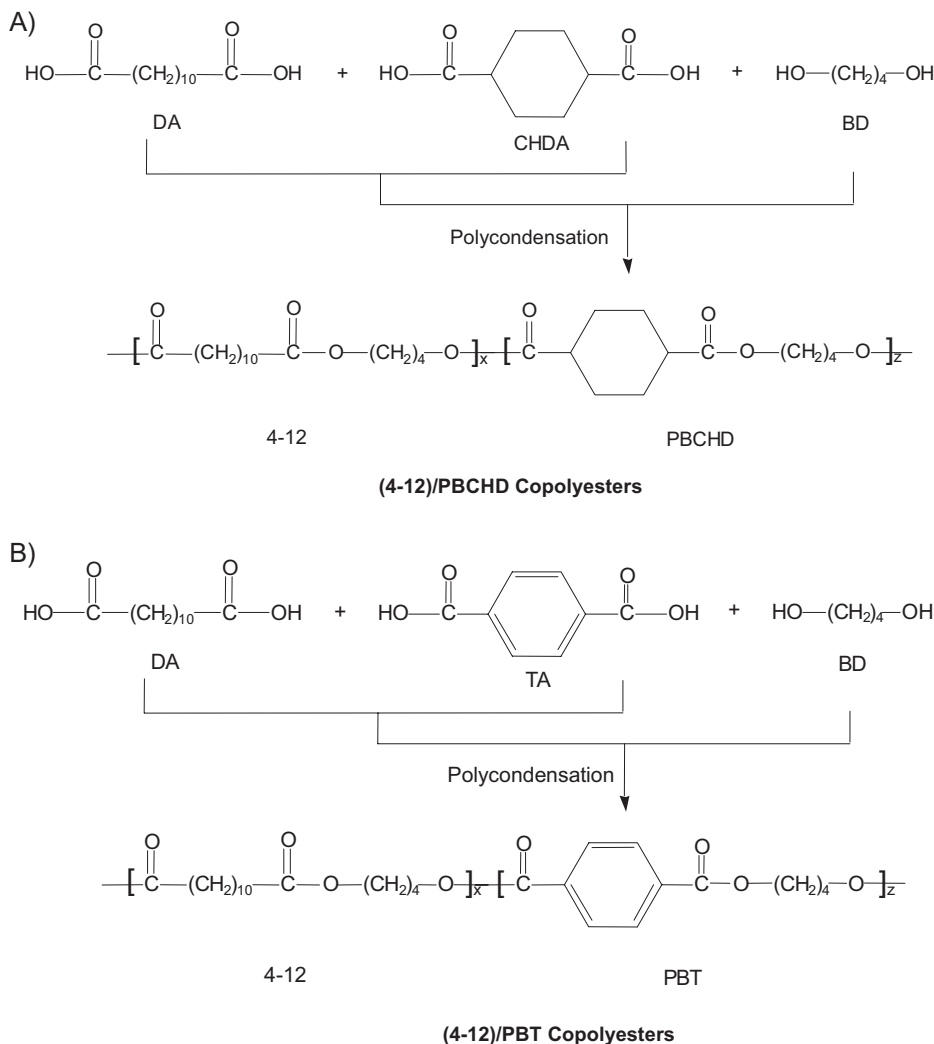 A)
O O O O
HO—C—(CH2)10—C—OH + HO—C C—OH + HO—(CH2)4—OH
DA CHDA BD
Polycondensation
O O O O
[C—(CH2)10—C—O—(CH2)4—O]x[C C—O—(CH2)4—O]z
4-12 PBCHD
(4-12)/PBCHD Copolyesters
B)
O O O O
HO—C—(CH2)10—C—OH + HO—C C—OH + HO—(CH2)4—OH
DA TA BD
Polycondensation
O O O O
[C—(CH2)10—C—O—(CH2)4—O]x[C C—O—(CH2)4—O]z
4-12 PBT
(4-12)/PBT Copolyesters